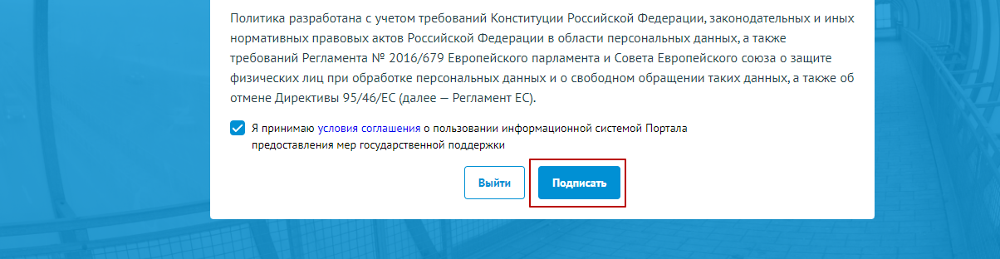 Политика разработана с учетом требований Конституции Российской Федерации, законодательных и иных
нормативных правовых актов Российской Федерации в области персональных данных, а также
требований Регламента № 2016/679 Европейского парламента и Совета Европейского союза о защите
физических лиц при обработке персональных данных и о свободном обращении таких данных, а также об
отмене Директивы 95/46/ЕС (далее — Регламент ЕС).
Я принимаю условия соглашения о пользовании информационной системой Портала
предоставления мер государственной поддержки
Выйти Подписать